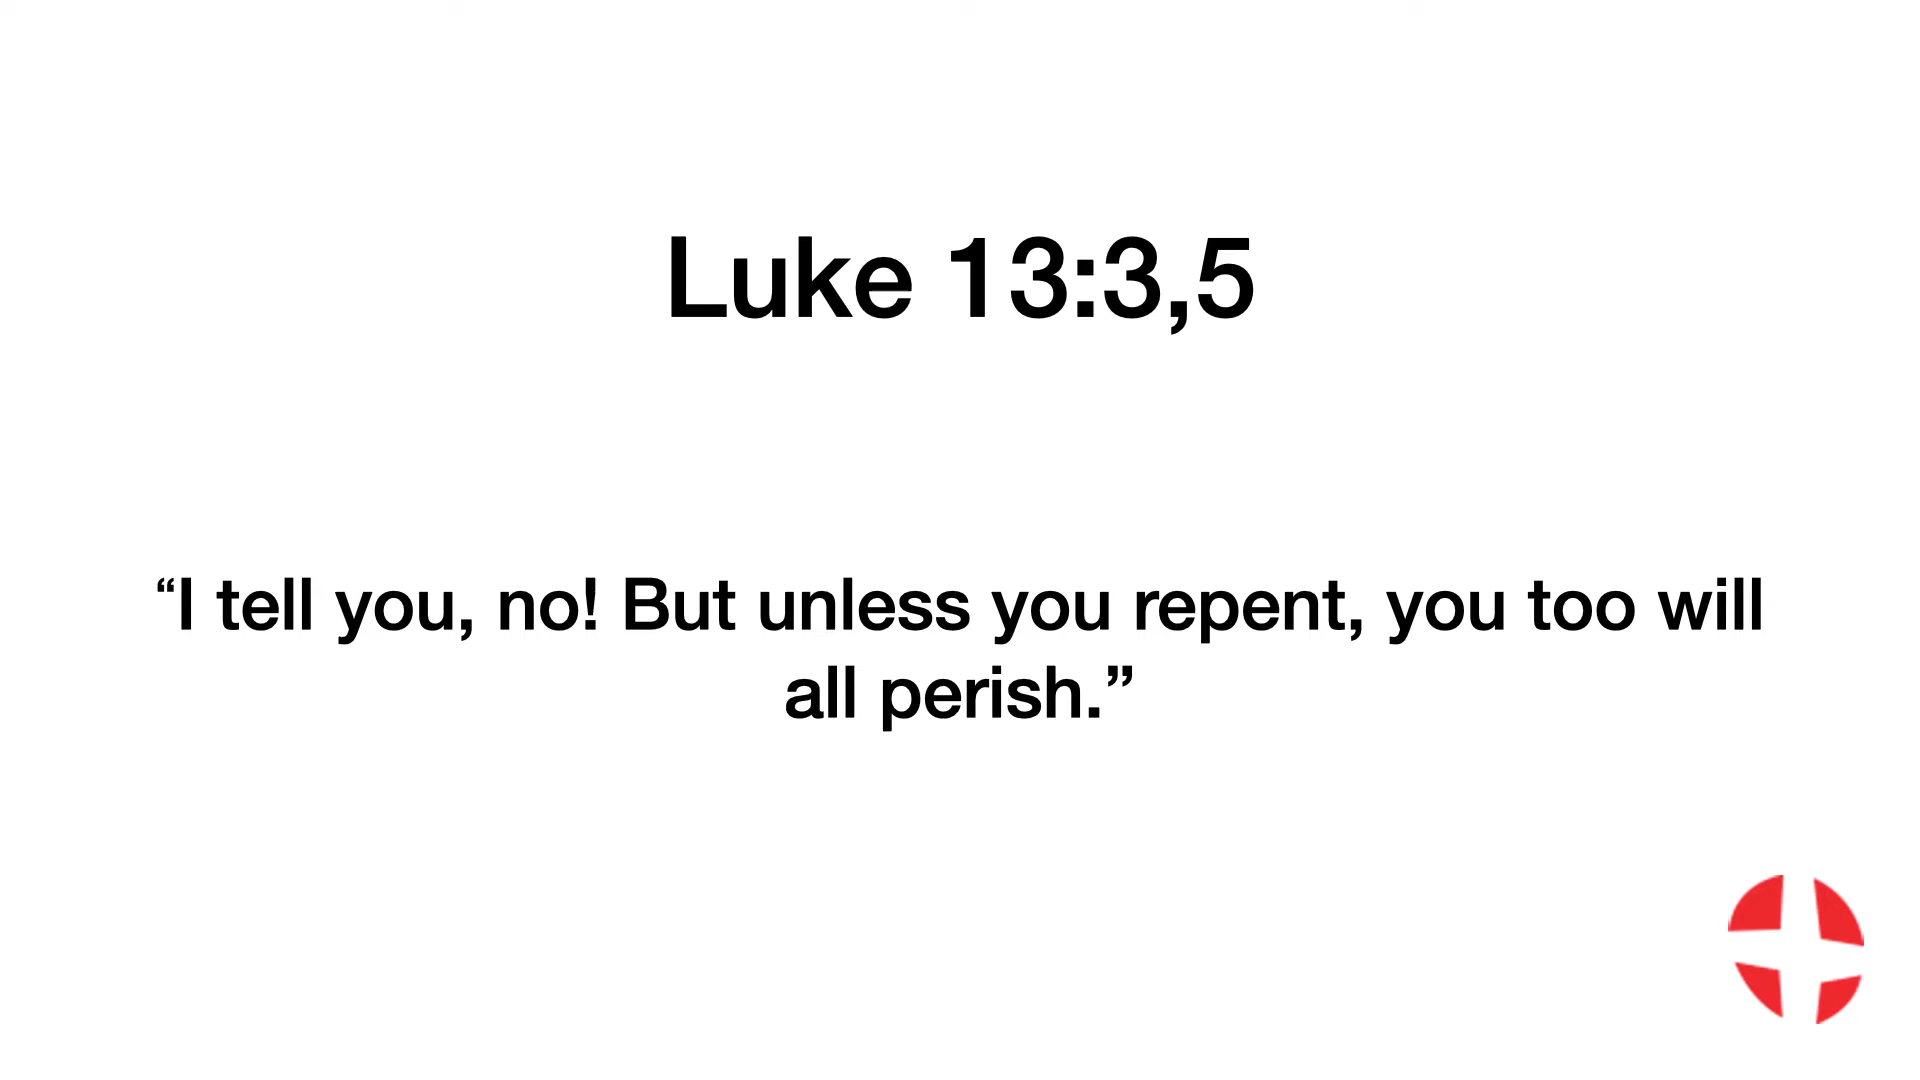 Luke 13:3,5
“I tell you, no! But unless you repent, you too will
all perish.”